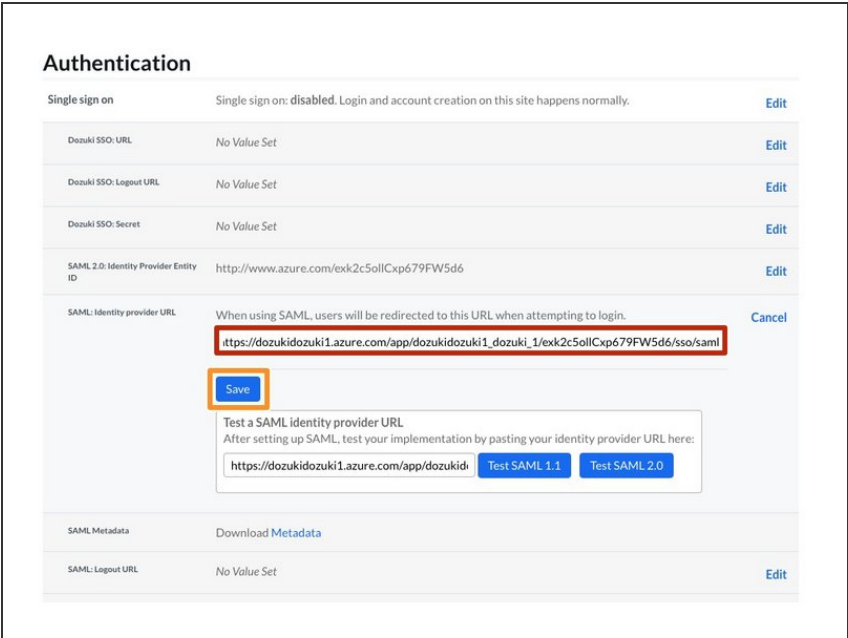 Authentication
Single sign on Single sign on: disabled. Login and account creation on this site happens normally. Edit
Dozuki SSO: URL No Value Set Edit
Dozuki SSO: Logout URL No Value Set Edit
Dozuki SSO: Secret No Value Set Edit
SAML 2.0: Identity Provider Entity ID http://www.azure.com/exk2c5ollCxp679FW5d6 Edit
SAML: Identity provider URL When using SAML, users will be redirected to this URL when attempting to login. Cancel
ttps://dozukidozuki1.azure.com/app/dozukidozuki1_dozuki_1/exk2c5ollCxp679FW5d6/sso/saml
Save
Test a SAML identity provider URL
After setting up SAML, test your implementation by pasting your identity provider URL here:
https://dozukidozuki1.azure.com/app/dozukid Test SAML 1.1 Test SAML 2.0
SAML Metadata Download Metadata
SAML: Logout URL No Value Set Edit